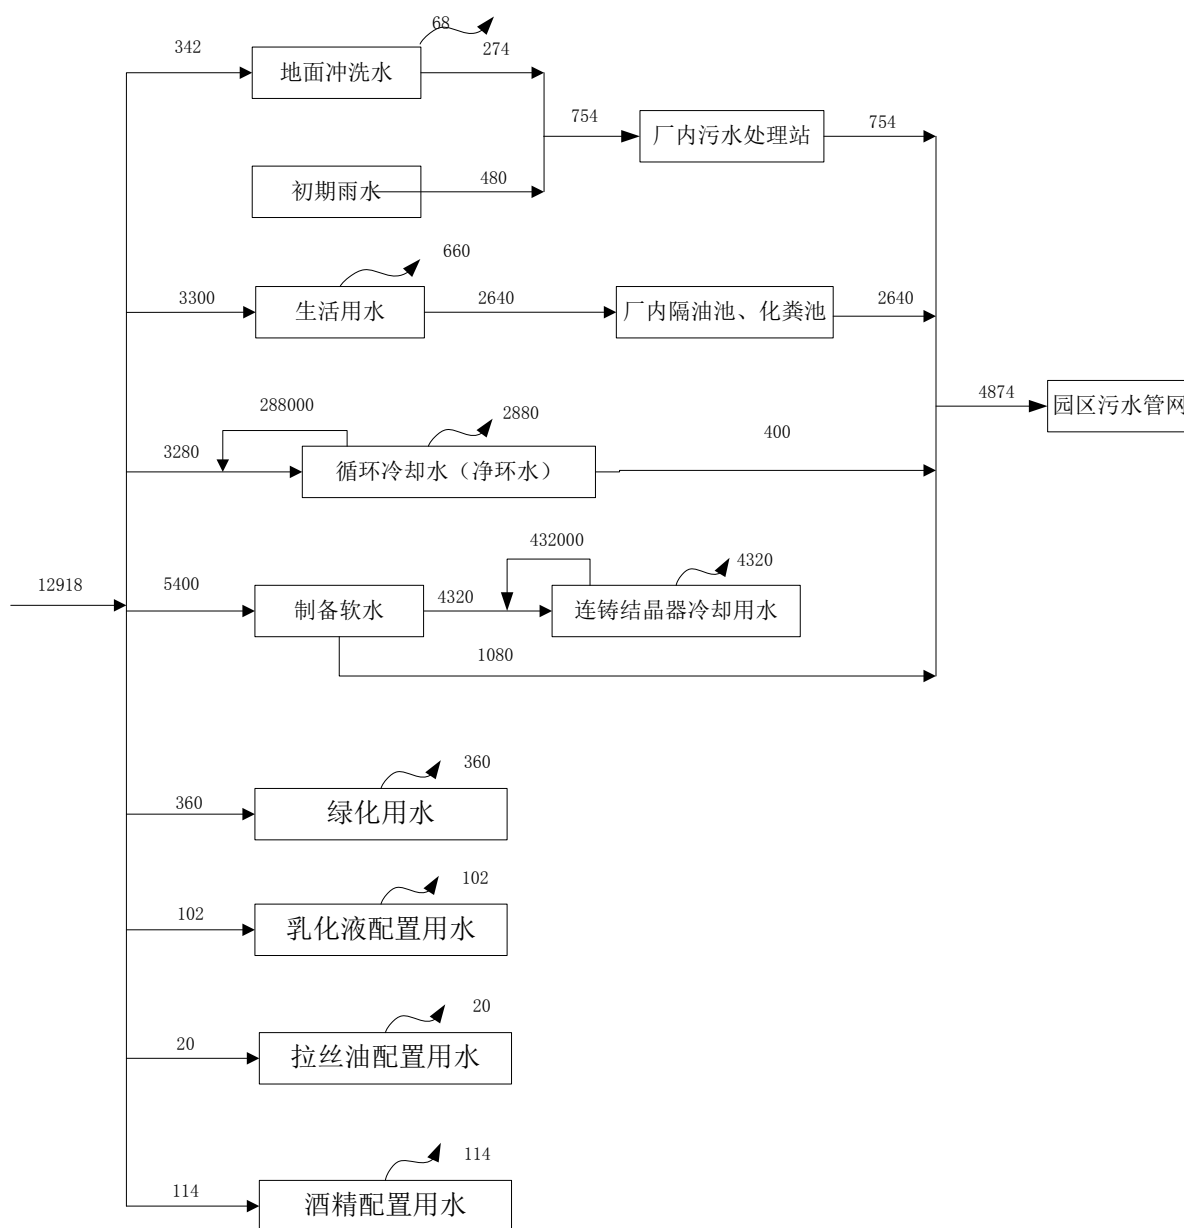 68
342
地面冲洗水
274
754
厂内污水处理站
754
初期雨水
480
660
3300
生活用水
2640
厂内隔油池、化粪池
2640
4874
园区污水管网
288000
2880
400
3280
循环冷却水（净环水）
432000
4320
12918
5400
制备软水
4320
连铸结晶器冷却用水
1080
360
360
绿化用水
102
102
乳化液配置用水
20
20
拉丝油配置用水
114
114
酒精配置用水